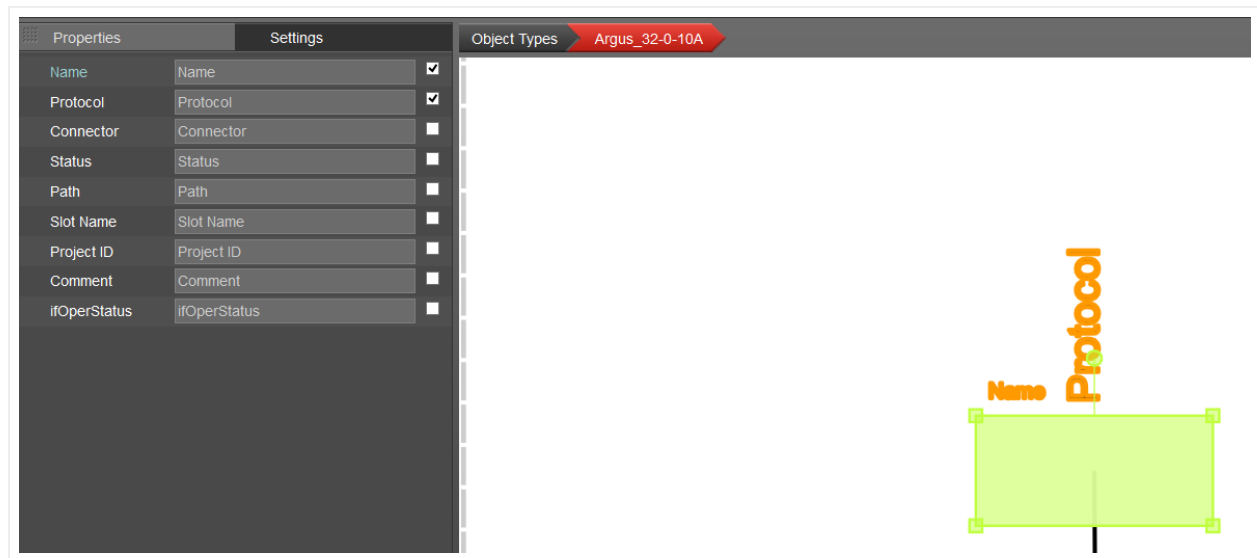 Properties Settings
Object Types Argus_32-0-10A
Name Name
Protocol Protocol
Connector Connector
Status Status
Path Path
Slot Name Slot Name
Project ID Project ID
Comment Comment
ifOperStatus ifOperStatus
Protocol
Name